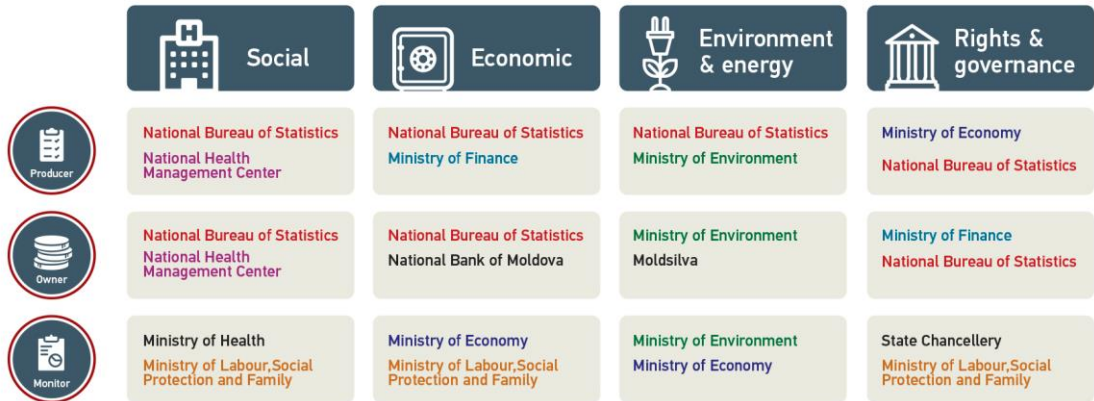 H
Social
Economic
Environment
& energy
Rights &
governance
Producer
National Bureau of Statistics
National Health
Management Center
National Bureau of Statistics
Ministry of Finance
National Bureau of Statistics
Ministry of Environment
Ministry of Economy
National Bureau of Statistics
Owner
National Bureau of Statistics
National Health
Management Center
National Bureau of Statistics
National Bank of Moldova
Ministry of Environment
Moldsilva
Ministry of Finance
National Bureau of Statistics
Monitor
Ministry of Health
Ministry of Labour,Social
Protection and Family
Ministry of Economy
Ministry of Labour,Social
Protection and Family
Ministry of Environment
Ministry of Economy
State Chancellery
Ministry of Labour,Social
Protection and Family